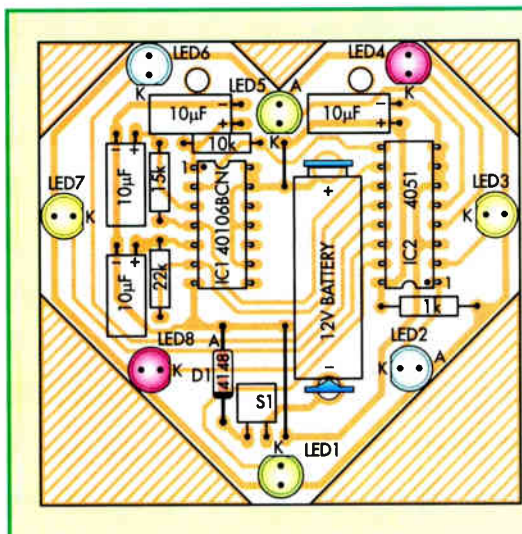 LED6
LED4
K
K
LED5
A
10µF
-
+
K
10µF
-
+
10k
LED7
K
10µF
-
+
15k
1
IC1 40106BCN
+
12V BATTERY
-
4051
IC2
1
LED3
K
10µF
+
22k
1k
LED8
K
A
D1
4148
S1
LED2
K
A
K
LED1